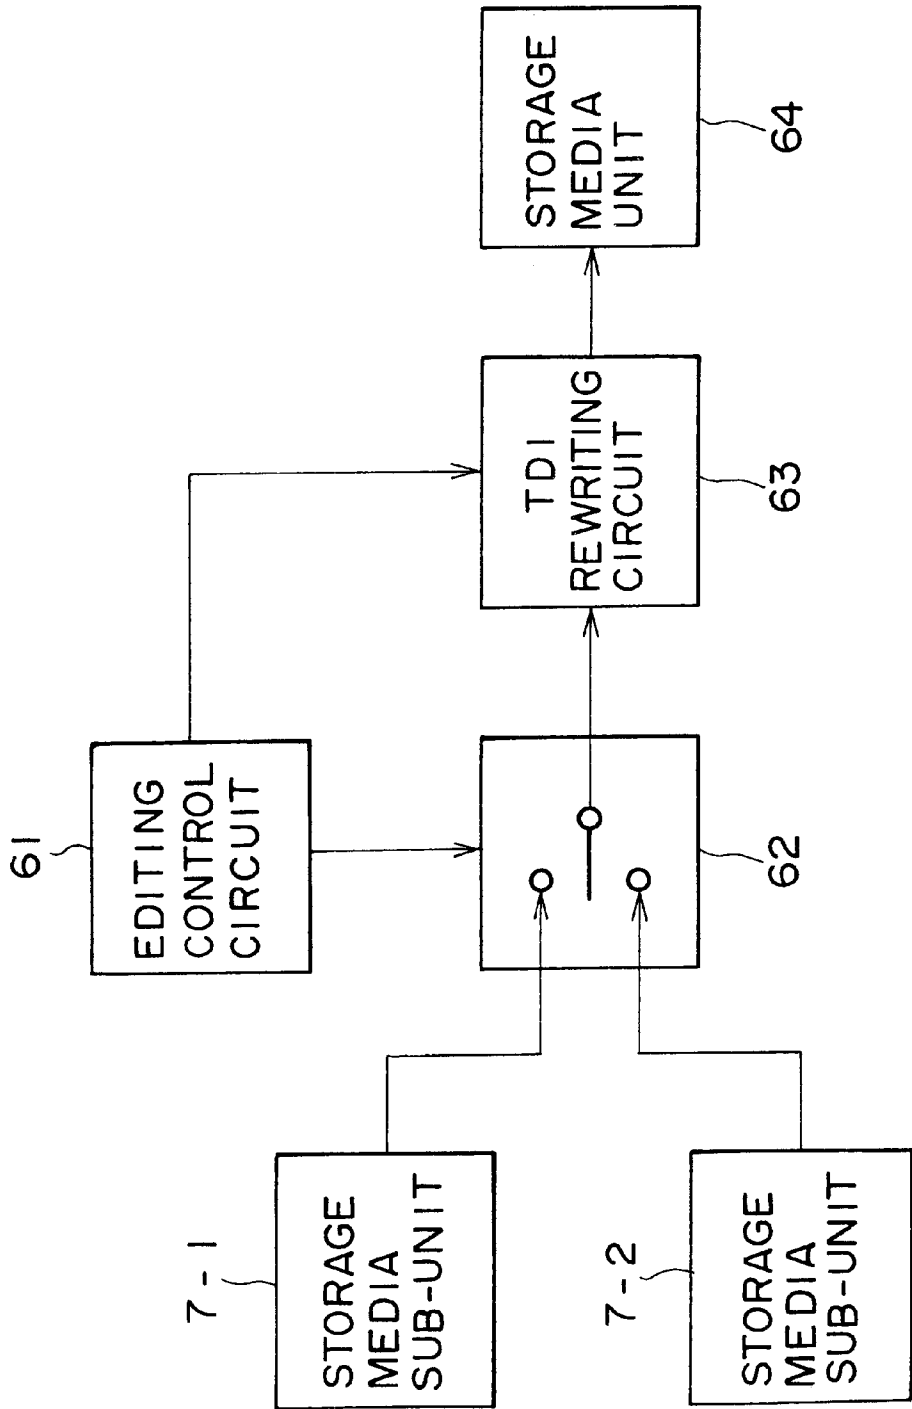 61
EDITING
CONTROL
CIRCUIT
7-1
STORAGE
MEDIA
SUB-UNIT
7-2
STORAGE
MEDIA
SUB-UNIT
62
TDI
REWRITING
CIRCUIT
63
STORAGE
MEDIA
UNIT
64